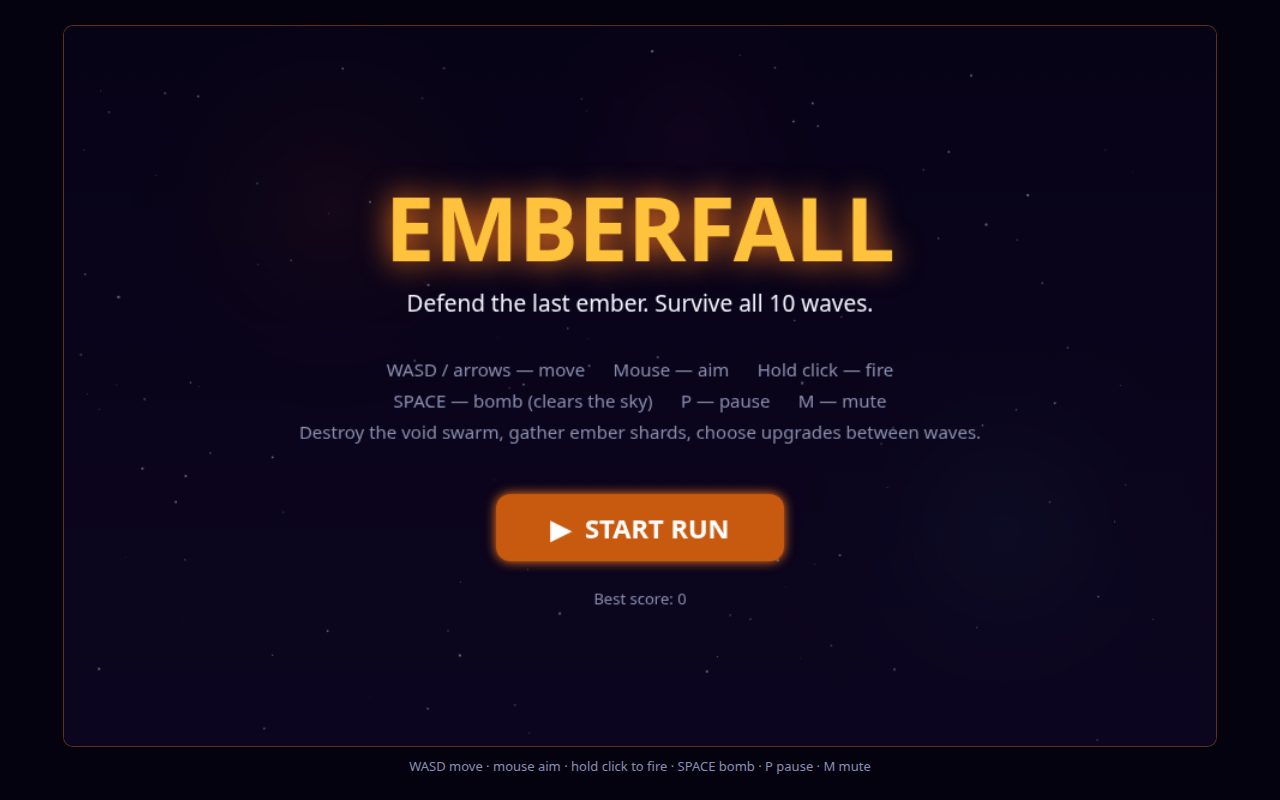 EMBERFALL
Defend the last ember. Survive all 10 waves.
WASD / arrows — move Mouse — aim Hold click — fire
SPACE — bomb (clears the sky) P — pause M — mute
Destroy the void swarm, gather ember shards, choose upgrades between waves.
▶ START RUN
Best score: 0
WASD move · mouse aim · hold click to fire · SPACE bomb · P pause · M mute